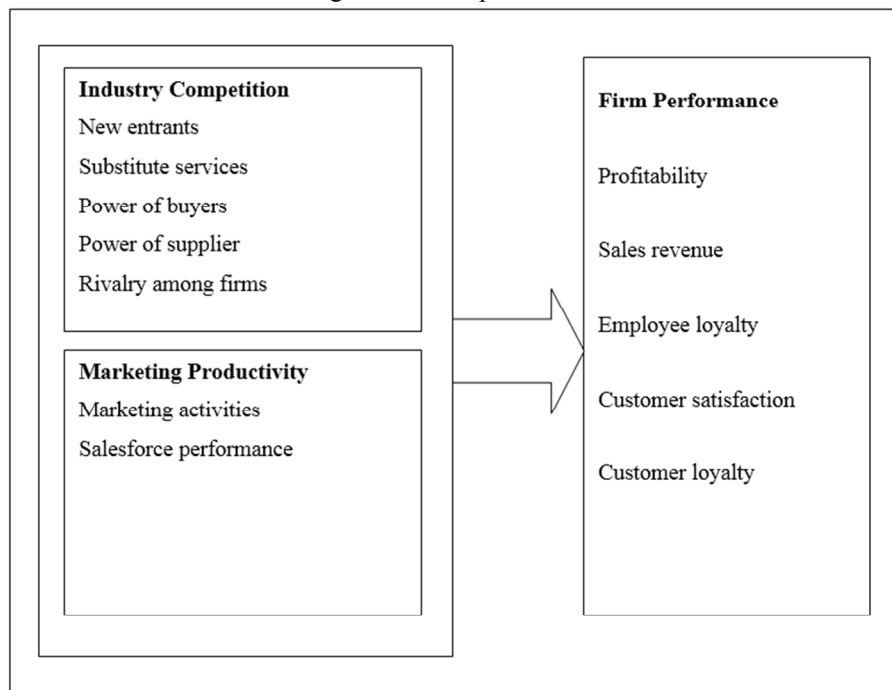 Industry Competition
New entrants
Substitute services
Power of buyers
Power of supplier
Rivalry among firms
Marketing Productivity
Marketing activities
Salesforce performance
Firm Performance
Profitability
Sales revenue
Employee loyalty
Customer satisfaction
Customer loyalty